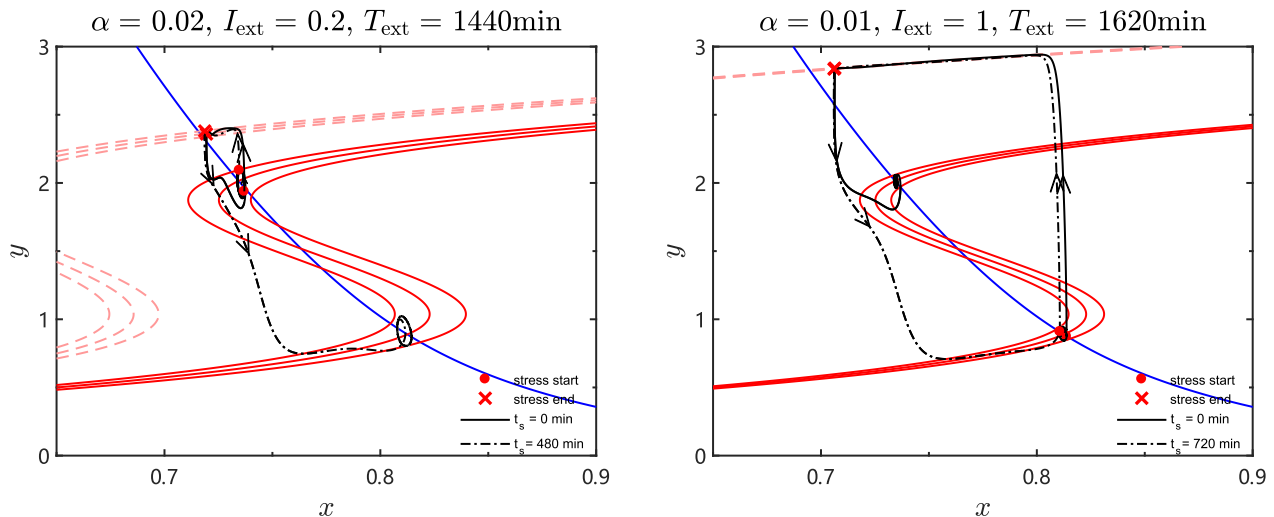 α = 0.02, I_ext = 0.2, T_ext = 1440min
3
2
1
0
y
0.7
0.8
0.9
x
stress start
stress end
t_s = 0 min
t_s = 480 min
α = 0.01, I_ext = 1, T_ext = 1620min
3
2
1
0
y
0.7
0.8
0.9
x
stress start
stress end
t_s = 0 min
t_s = 720 min